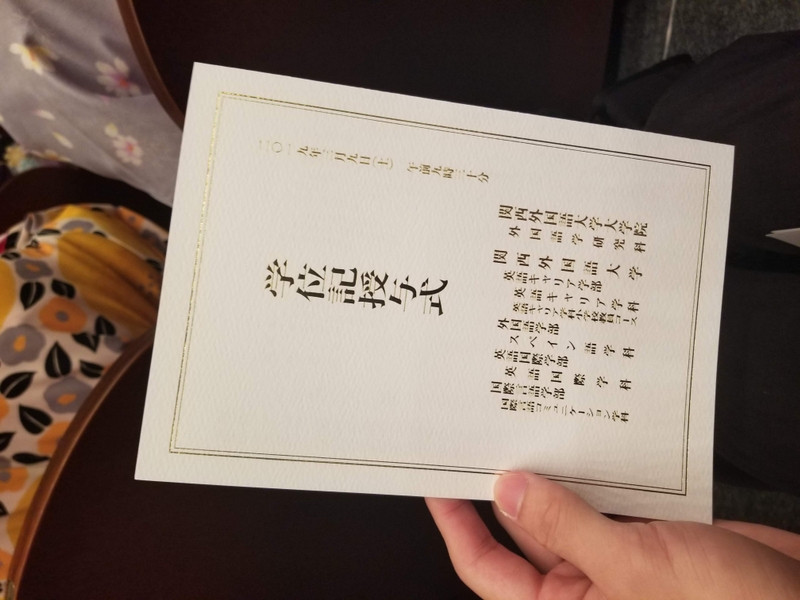 二〇一九年三月九日(土)　午前九時三十分
学位記授与式
関西外国語大学大学院
外国語学研究科
関西外国語大学
英語キャリア学部
英語キャリア学科
英語キャリア学科小学校教員コース
外国語学部
スペイン語学科
英語国際学部
英語国際学科
国際言語学部
国際言語コミュニケーション学科